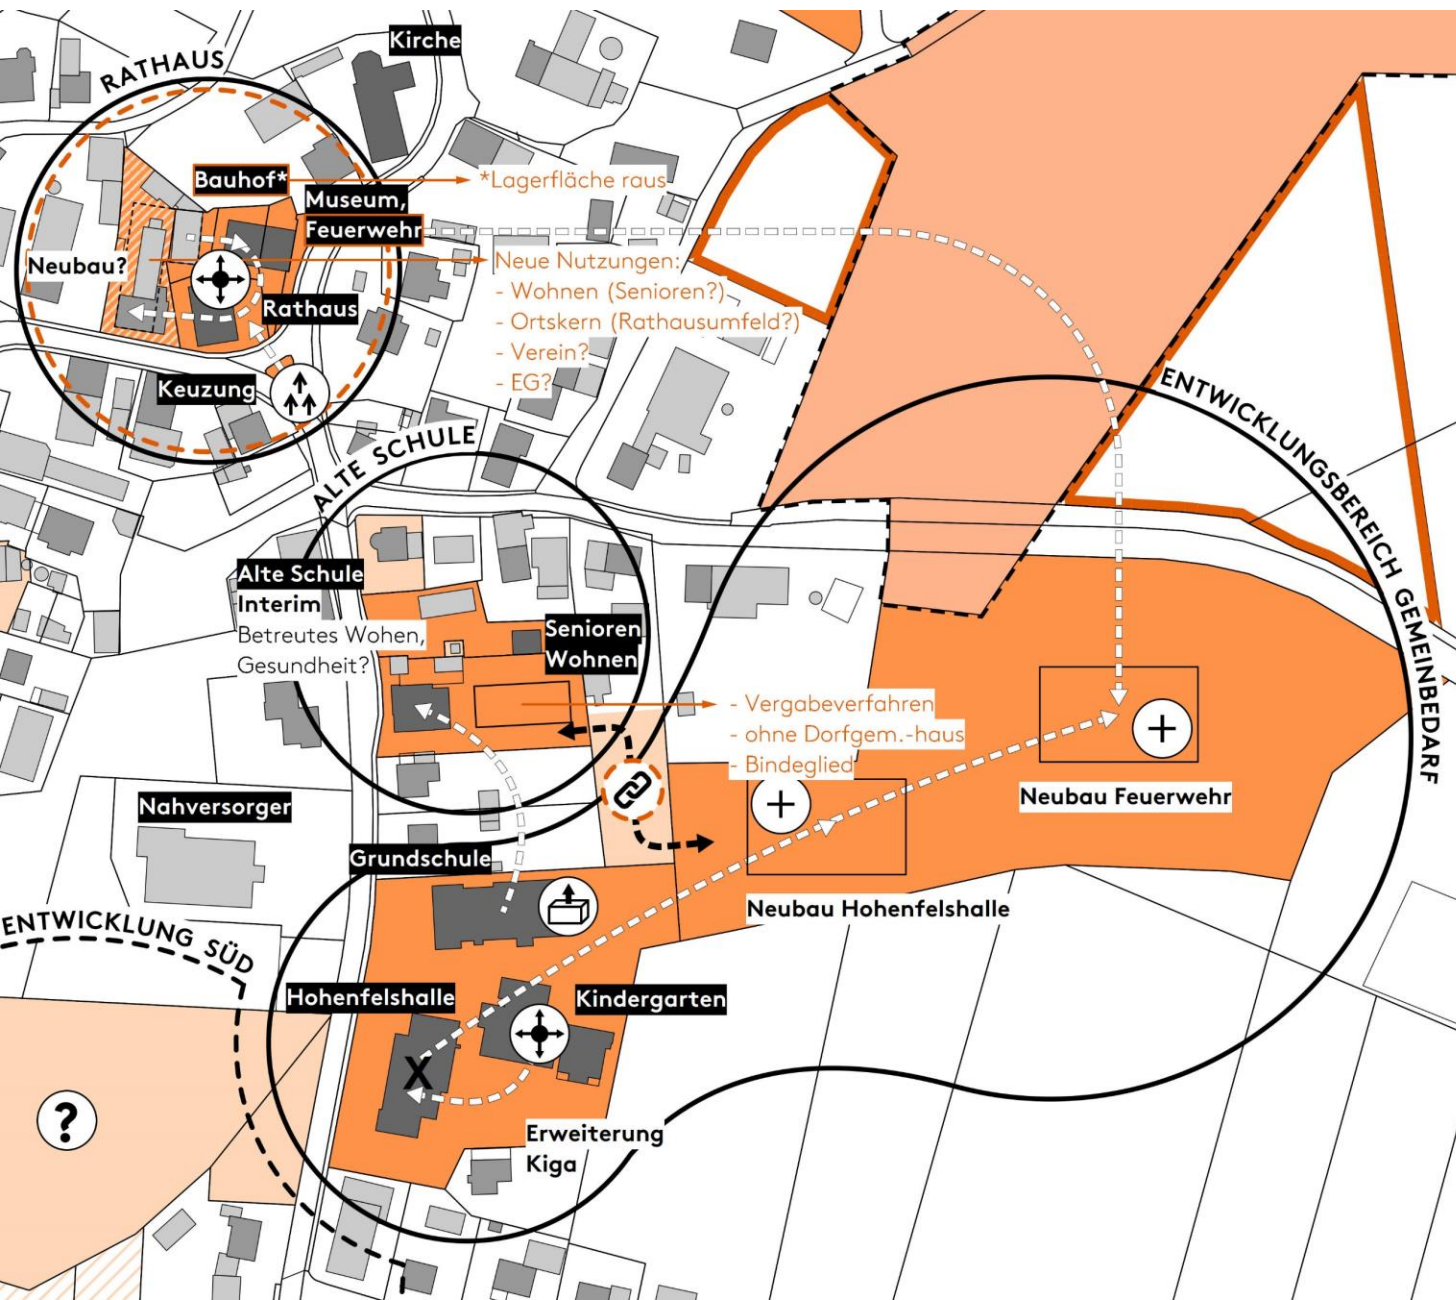 Kirche
RATHAUS
Bauhof*
*Lagerfläche raus
Museum,
Feuerwehr
Neubau?
Neue Nutzungen:
- Wohnen (Senioren?)
- Ortskern (Rathausumfeld?)
- Verein?
- EG?
Rathaus
Keuzung
ENTWICKLUNGSBEREICH GEMEINBEDARF
ALTE SCHULE
Alte Schule
Interim
Betreutes Wohen,
Gesundheit?
Senioren
Wohnen
- Vergabeverfahren
- ohne Dorfgem.-haus
- Bindeglied
+
+
Neubau Feuerwehr
Nahversorger
Grundschule
Neubau Hohenfelshalle
ENTWICKLUNG SÜD
Hohenfelshalle
Kindergarten
X
?
Erweiterung
Kiga